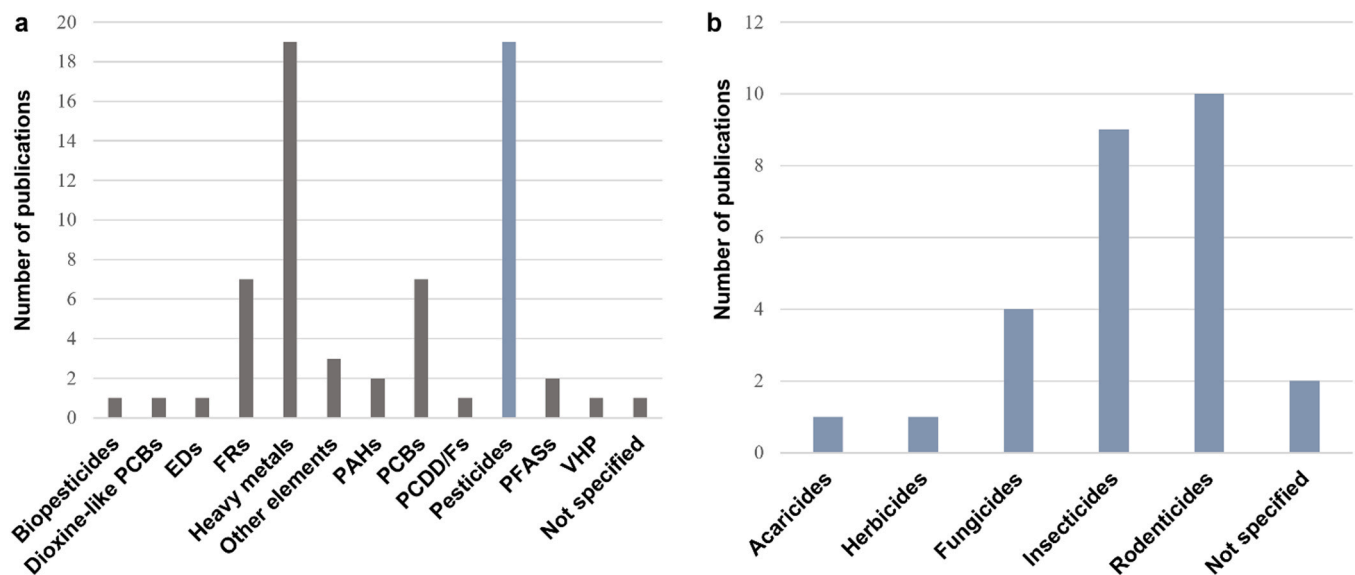 a
Number of publications
20
18
16
14
12
10
8
6
4
2
0
Biopesticides
Dioxine-like PCBs
EDs
FRs
Heavy metals
Other elements
PAHs
PCBs
PCDD/Fs
Pesticides
PFASs
VHP
Not specified
b
Number of publications
12
10
8
6
4
2
0
Acaricides
Herbicides
Fungicides
Insecticides
Rodenticides
Not specified